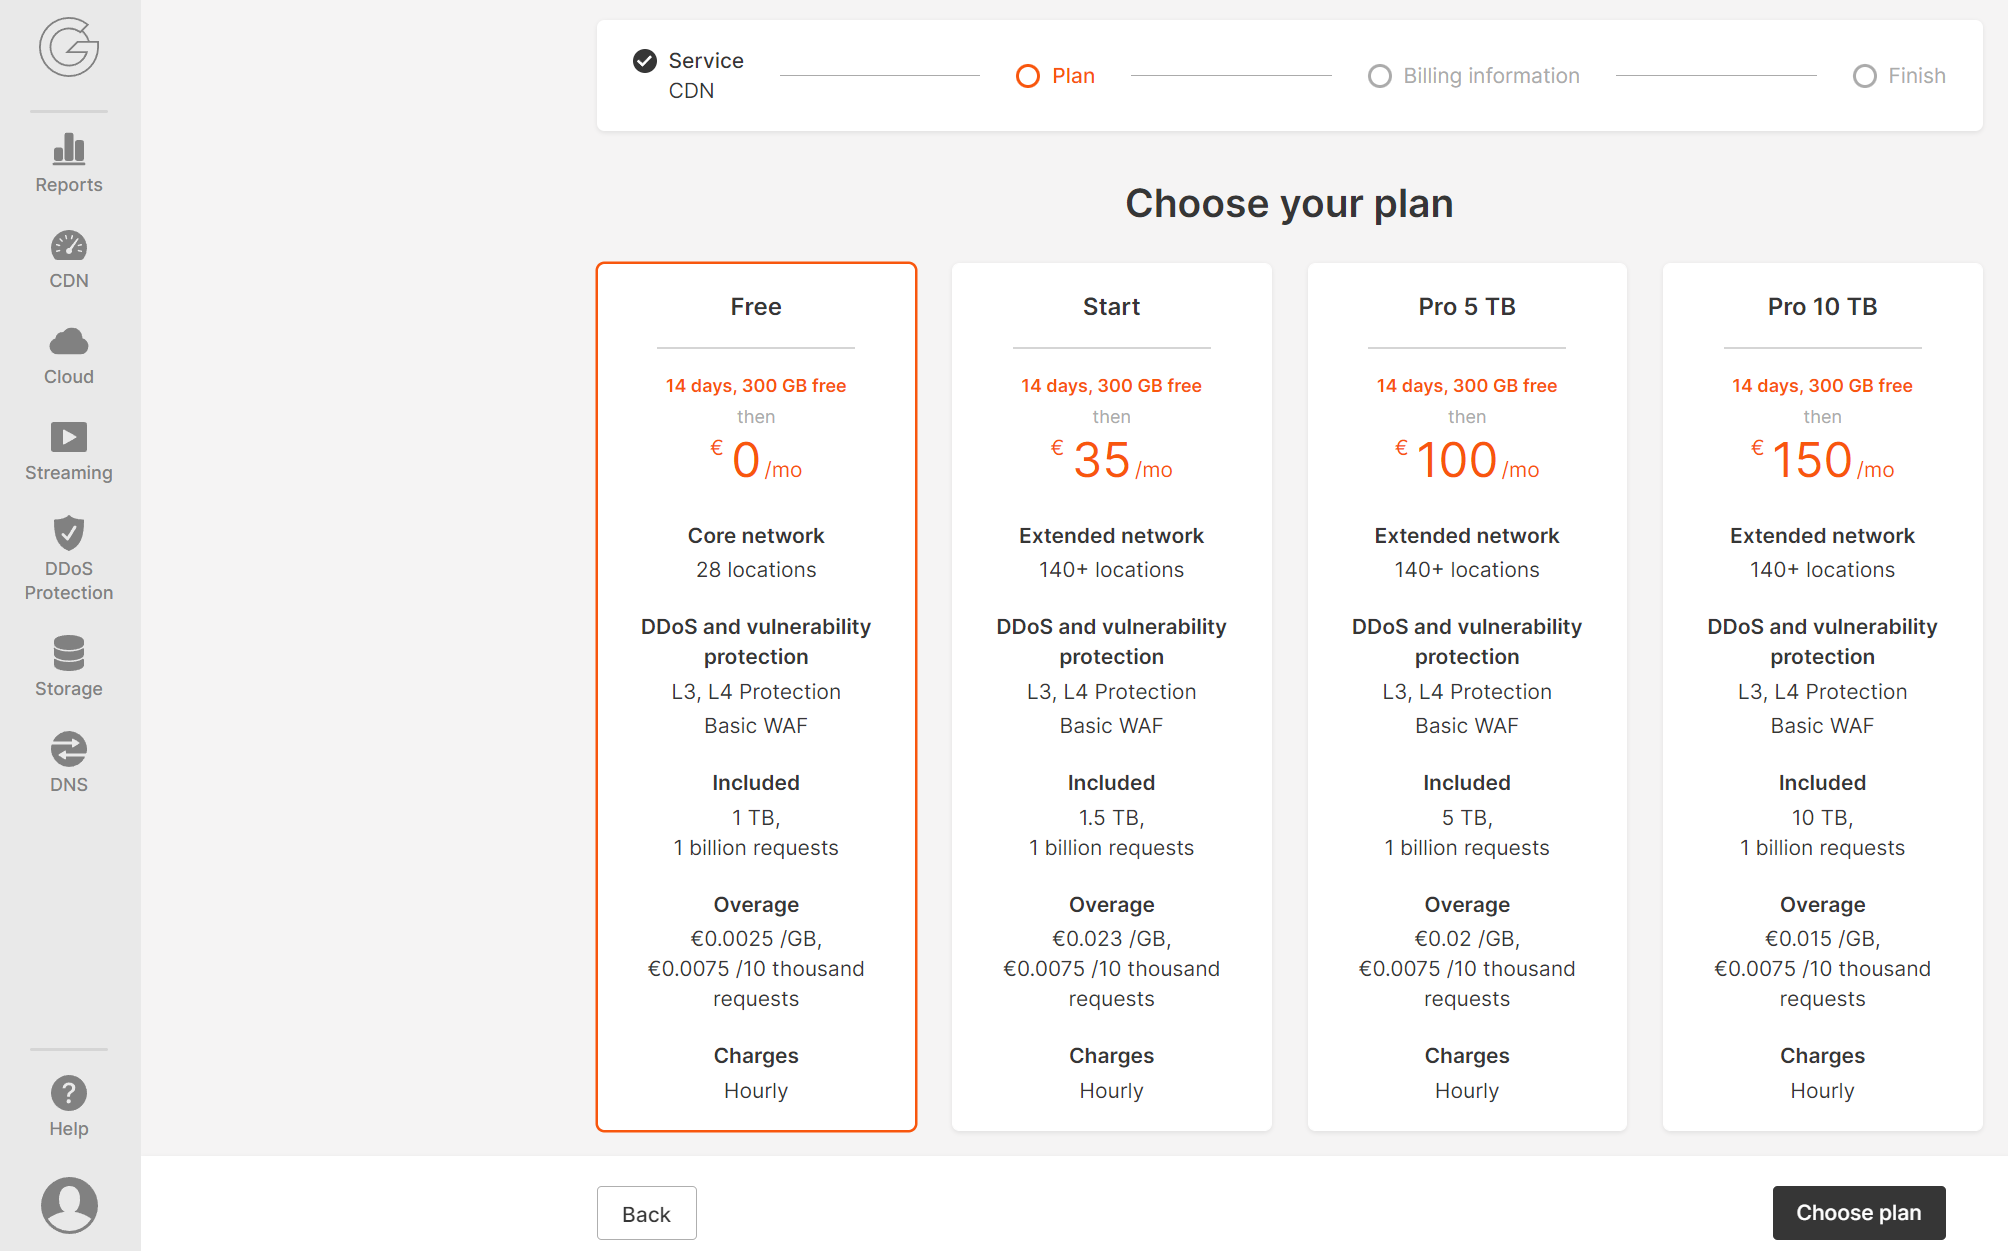 Reports
CDN
Cloud
Streaming
DDoS
Protection
Storage
DNS
Help
Service
CDN
Plan
Billing information
Finish
Choose your plan
Free
14 days, 300 GB free
then
€ 0 /mo
Core network
28 locations
DDoS and vulnerability
protection
L3, L4 Protection
Basic WAF
Included
1 TB,
1 billion requests
Overage
€0.0025 /GB,
€0.0075 /10 thousand
requests
Charges
Hourly
Start
14 days, 300 GB free
then
€ 35 /mo
Extended network
140+ locations
DDoS and vulnerability
protection
L3, L4 Protection
Basic WAF
Included
1.5 TB,
1 billion requests
Overage
€0.023 /GB,
€0.0075 /10 thousand
requests
Charges
Hourly
Pro 5 TB
14 days, 300 GB free
then
€ 100 /mo
Extended network
140+ locations
DDoS and vulnerability
protection
L3, L4 Protection
Basic WAF
Included
5 TB,
1 billion requests
Overage
€0.02 /GB,
€0.0075 /10 thousand
requests
Charges
Hourly
Pro 10 TB
14 days, 300 GB free
then
€ 150 /mo
Extended network
140+ locations
DDoS and vulnerability
protection
L3, L4 Protection
Basic WAF
Included
10 TB,
1 billion requests
Overage
€0.015 /GB,
€0.0075 /10 thousand
requests
Charges
Hourly
Back
Choose plan